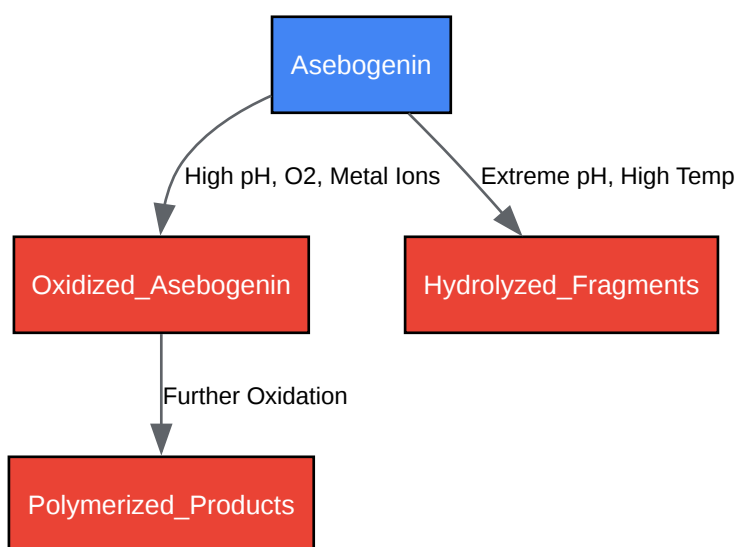 Asebogenin
High pH, O2, Metal Ions
Extreme pH, High Temp
Oxidized_Asebogenin
Hydrolyzed_Fragments
Further Oxidation
Polymerized_Products